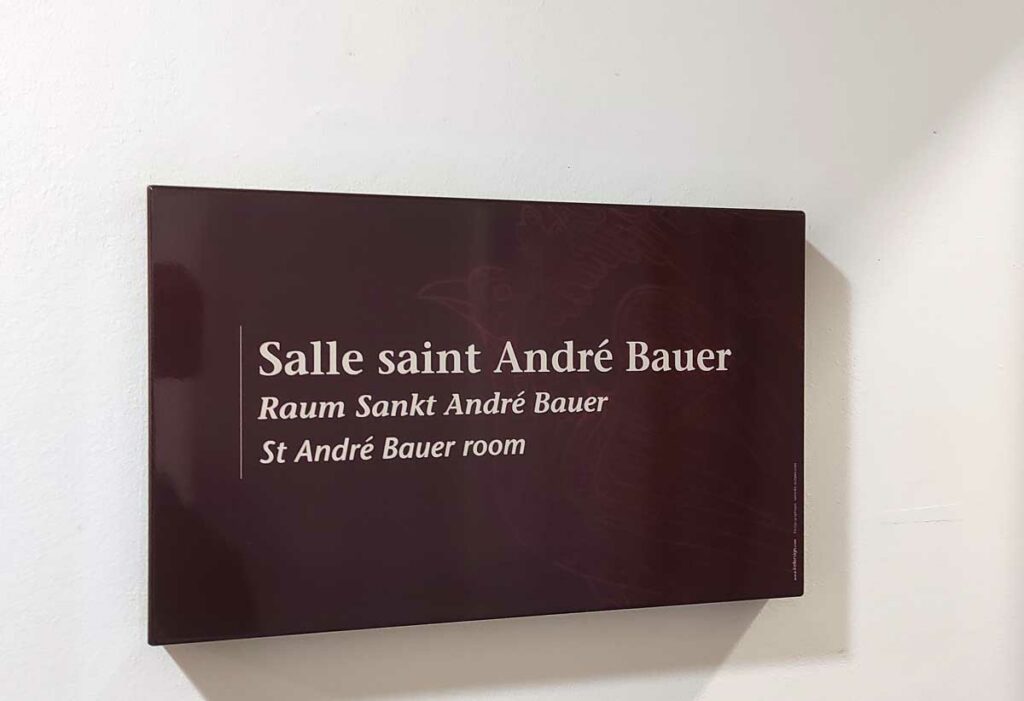 Salle saint André Bauer
Raum Sankt André Bauer
St André Bauer room